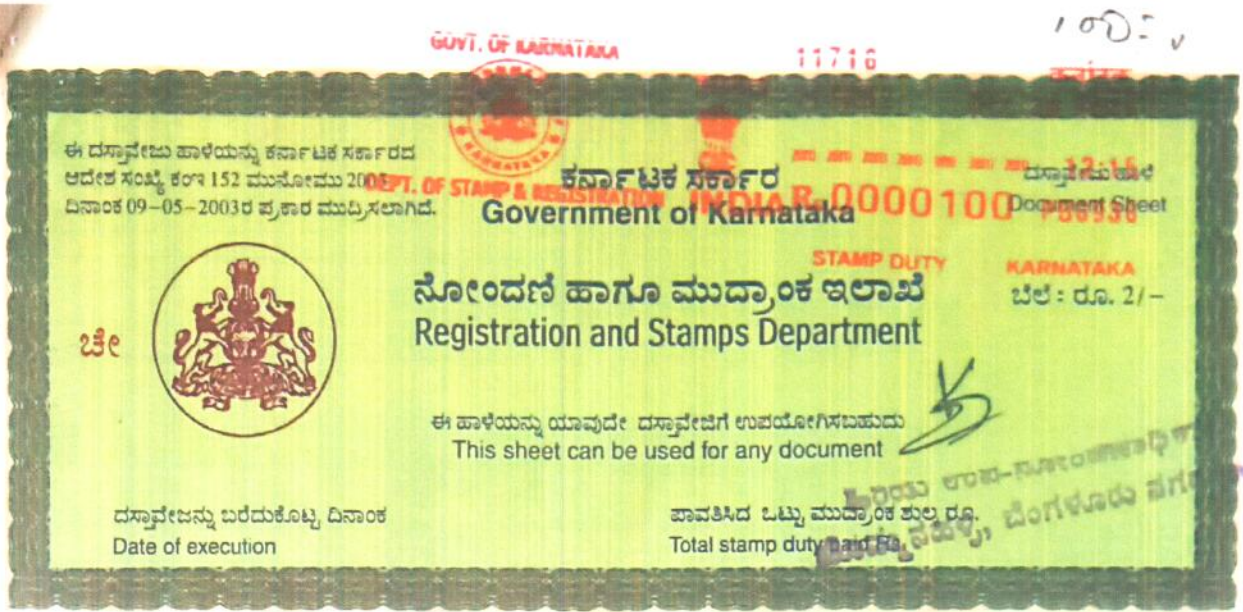 GOVT. OF KARNATAKA
11716
ಈ ದಸ್ತಾವೇಜು ಹಾಳೆಯನ್ನು ಕರ್ನಾಟಕ ಸರ್ಕಾರದ
ಆದೇಶ ಸಂಖ್ಯೆ ಕಂಇ 152 ಮುನೋಮು 2003
ದಿನಾಂಕ 09-05-2003ರ ಪ್ರಕಾರ ಮುದ್ರಿಸಲಾಗಿದೆ.
KARNATAKA
DEPT. OF STAMP & REGISTRATION
ಕರ್ನಾಟಕ ಸರ್ಕಾರ
Government of Karnataka
INDIA
0000100
ದಸ್ತಾವೇಜು ಹಾಳೆ
Document Sheet
STAMP DUTY
KARNATAKA
ನೋಂದಣಿ ಹಾಗೂ ಮುದ್ರಾಂಕ ಇಲಾಖೆ
ಬೆಲೆ : ರೂ. 2/-
Registration and Stamps Department
ಚೇ
ಈ ಹಾಳೆಯನ್ನು ಯಾವುದೇ ದಸ್ತಾವೇಜಿಗೆ ಉಪಯೋಗಿಸಬಹುದು
This sheet can be used for any document
ದಸ್ತಾವೇಜನ್ನು ಬರೆದುಕೊಟ್ಟ ದಿನಾಂಕ
Date of execution
ಪಾವತಿಸಿದ ಒಟ್ಟು ಮುದ್ರಾಂಕ ಶುಲ್ಕ ರೂ.
Total stamp duty paid Rs.
ಬೆಂಗಳೂರು